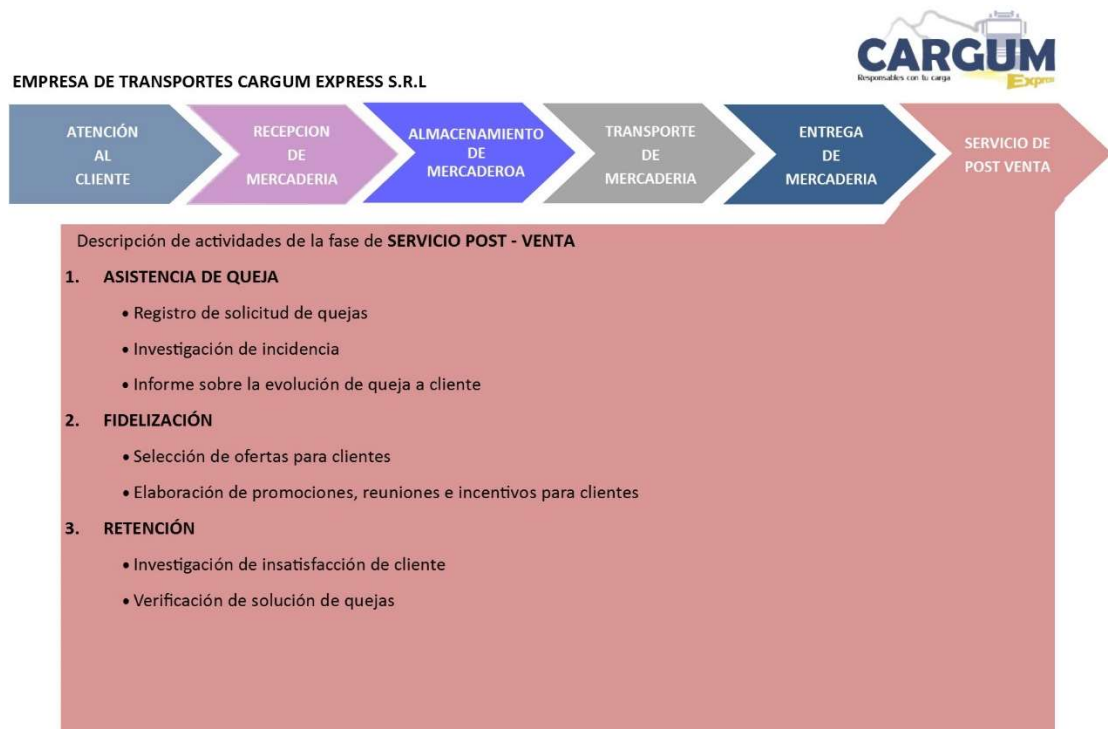 CARGUM
Responsables con tu carga
Expres
EMPRESA DE TRANSPORTES CARGUM EXPRESS S.R.L
ATENCIÓN
AL
CLIENTE
RECEPCION
DE
MERCADERIA
ALMACENAMIENTO
DE
MERCADEROA
TRANSPORTE
DE
MERCADERIA
ENTREGA
DE
MERCADERIA
SERVICIO DE
POST VENTA
Descripción de actividades de la fase de SERVICIO POST - VENTA
1. ASISTENCIA DE QUEJA
• Registro de solicitud de quejas
• Investigación de incidencia
• Informe sobre la evolución de queja a cliente
2. FIDELIZACIÓN
• Selección de ofertas para clientes
• Elaboración de promociones, reuniones e incentivos para clientes
3. RETENCIÓN
• Investigación de insatisfacción de cliente
• Verificación de solución de quejas